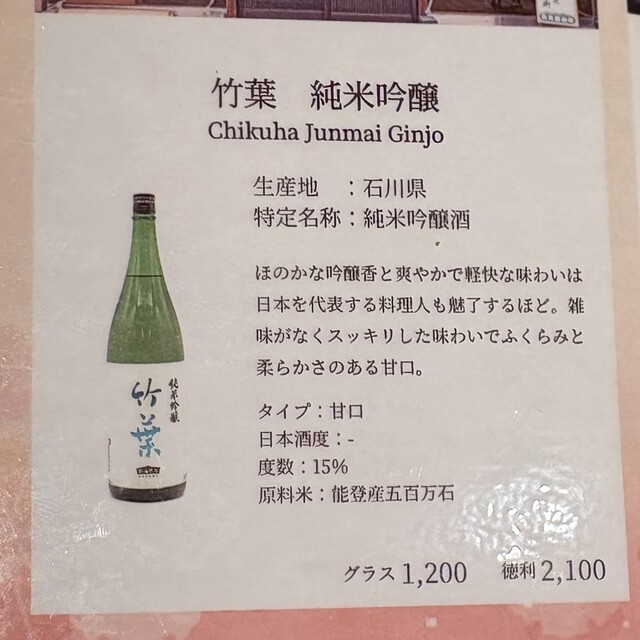 竹葉　純米吟醸
Chikuha Junmai Ginjo
生産地　：石川県
特定名称：純米吟醸酒
ほのかな吟醸香と爽やかで軽快な味わいは
日本を代表する料理人も魅了するほど。雑
味がなくスッキリした味わいでふくらみと
柔らかさのある甘口。
タイプ：甘口
日本酒度：-
度数：15%
原料米：能登産五百万石
グラス 1,200　徳利 2,100
純米吟醸
竹葉